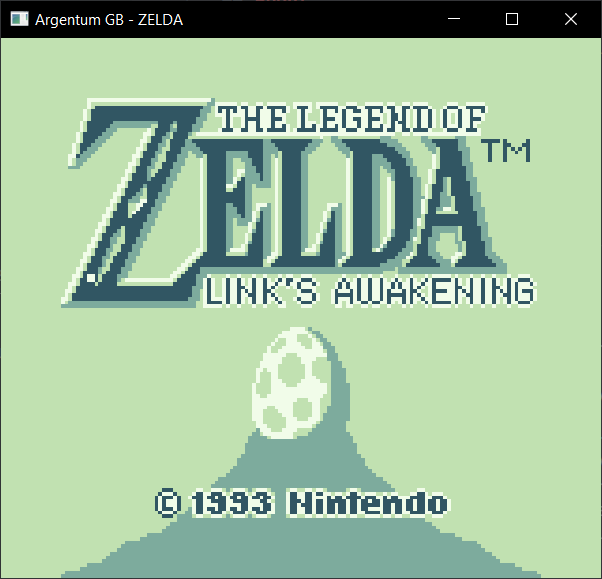 Argentum GB - ZELDA
THE LEGEND OF
ZELDA™
LINK'S AWAKENING
© 1993 Nintendo